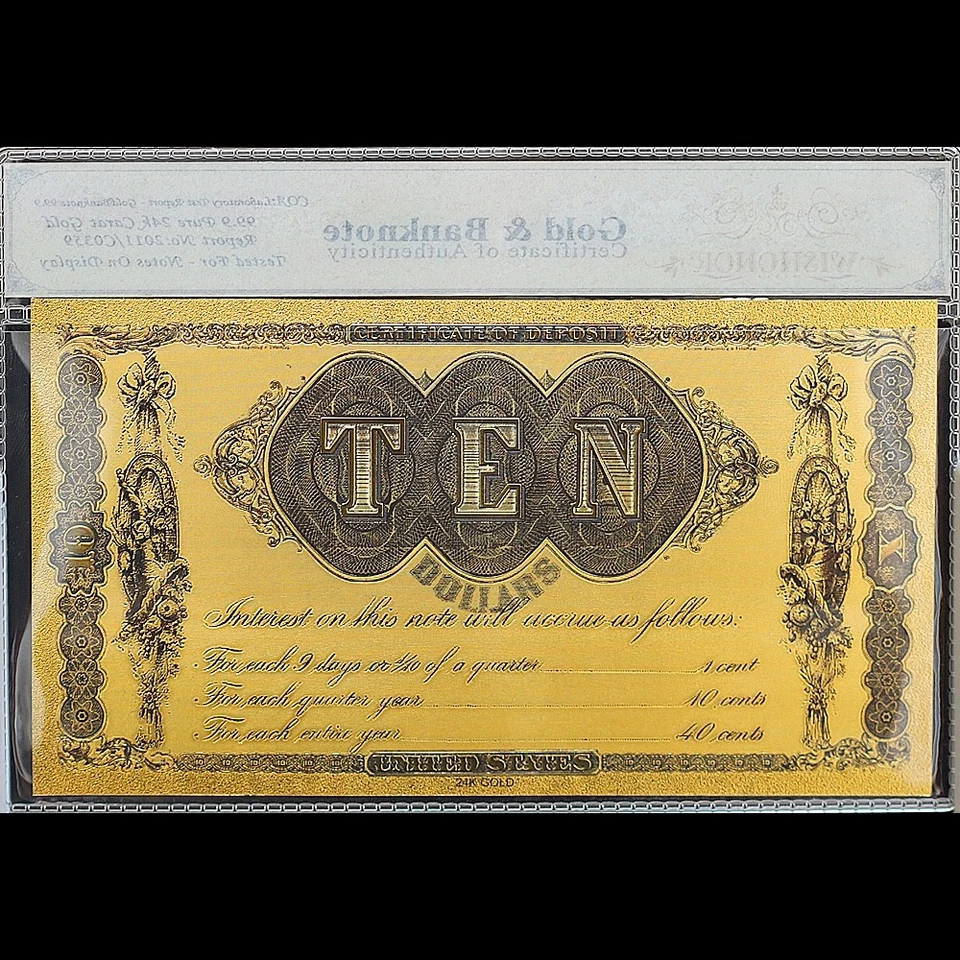 COA:Laboratory Test Report - GoldBanknote99.9
99.9 Pure 24k Carat Gold
Report No:2011/C0359
Tested For - Notes On Display
Gold & Banknote
Certificate of Authenticity
WISHONOR
CERTIFICATE OF DEPOSIT
TEN
DOLLARS
10
X
Interest on this note will accrue as follows:
For each 9 days or 1/10 of a quarter 1 cent
For each quarter year 10 cents
For each entire year 40 cents
UNITED STATES
24K GOLD